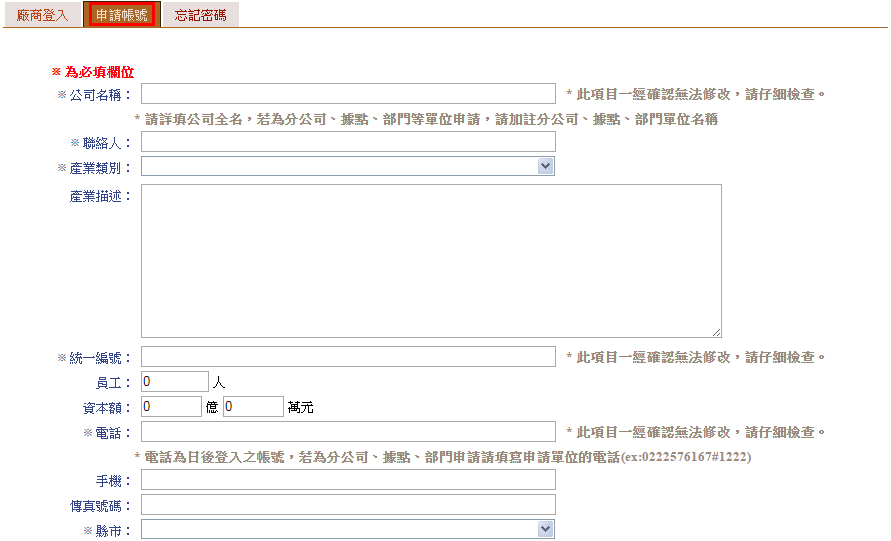 廠商登入 申請帳號 忘記密碼
※ 為必填欄位
※ 公司名稱： * 此項目一經確認無法修改，請仔細檢查。
* 請詳填公司全名，若為分公司、據點、部門等單位申請，請加註分公司、據點、部門單位名稱
※ 聯絡人：
※ 產業類別：
產業描述：
※ 統一編號： * 此項目一經確認無法修改，請仔細檢查。
員工： 0 人
資本額： 0 億 0 萬元
※ 電話： * 此項目一經確認無法修改，請仔細檢查。
* 電話為日後登入之帳號，若為分公司、據點、部門申請請填寫申請單位的電話(ex:0222576167#1222)
手機：
傳真號碼：
※ 縣市：